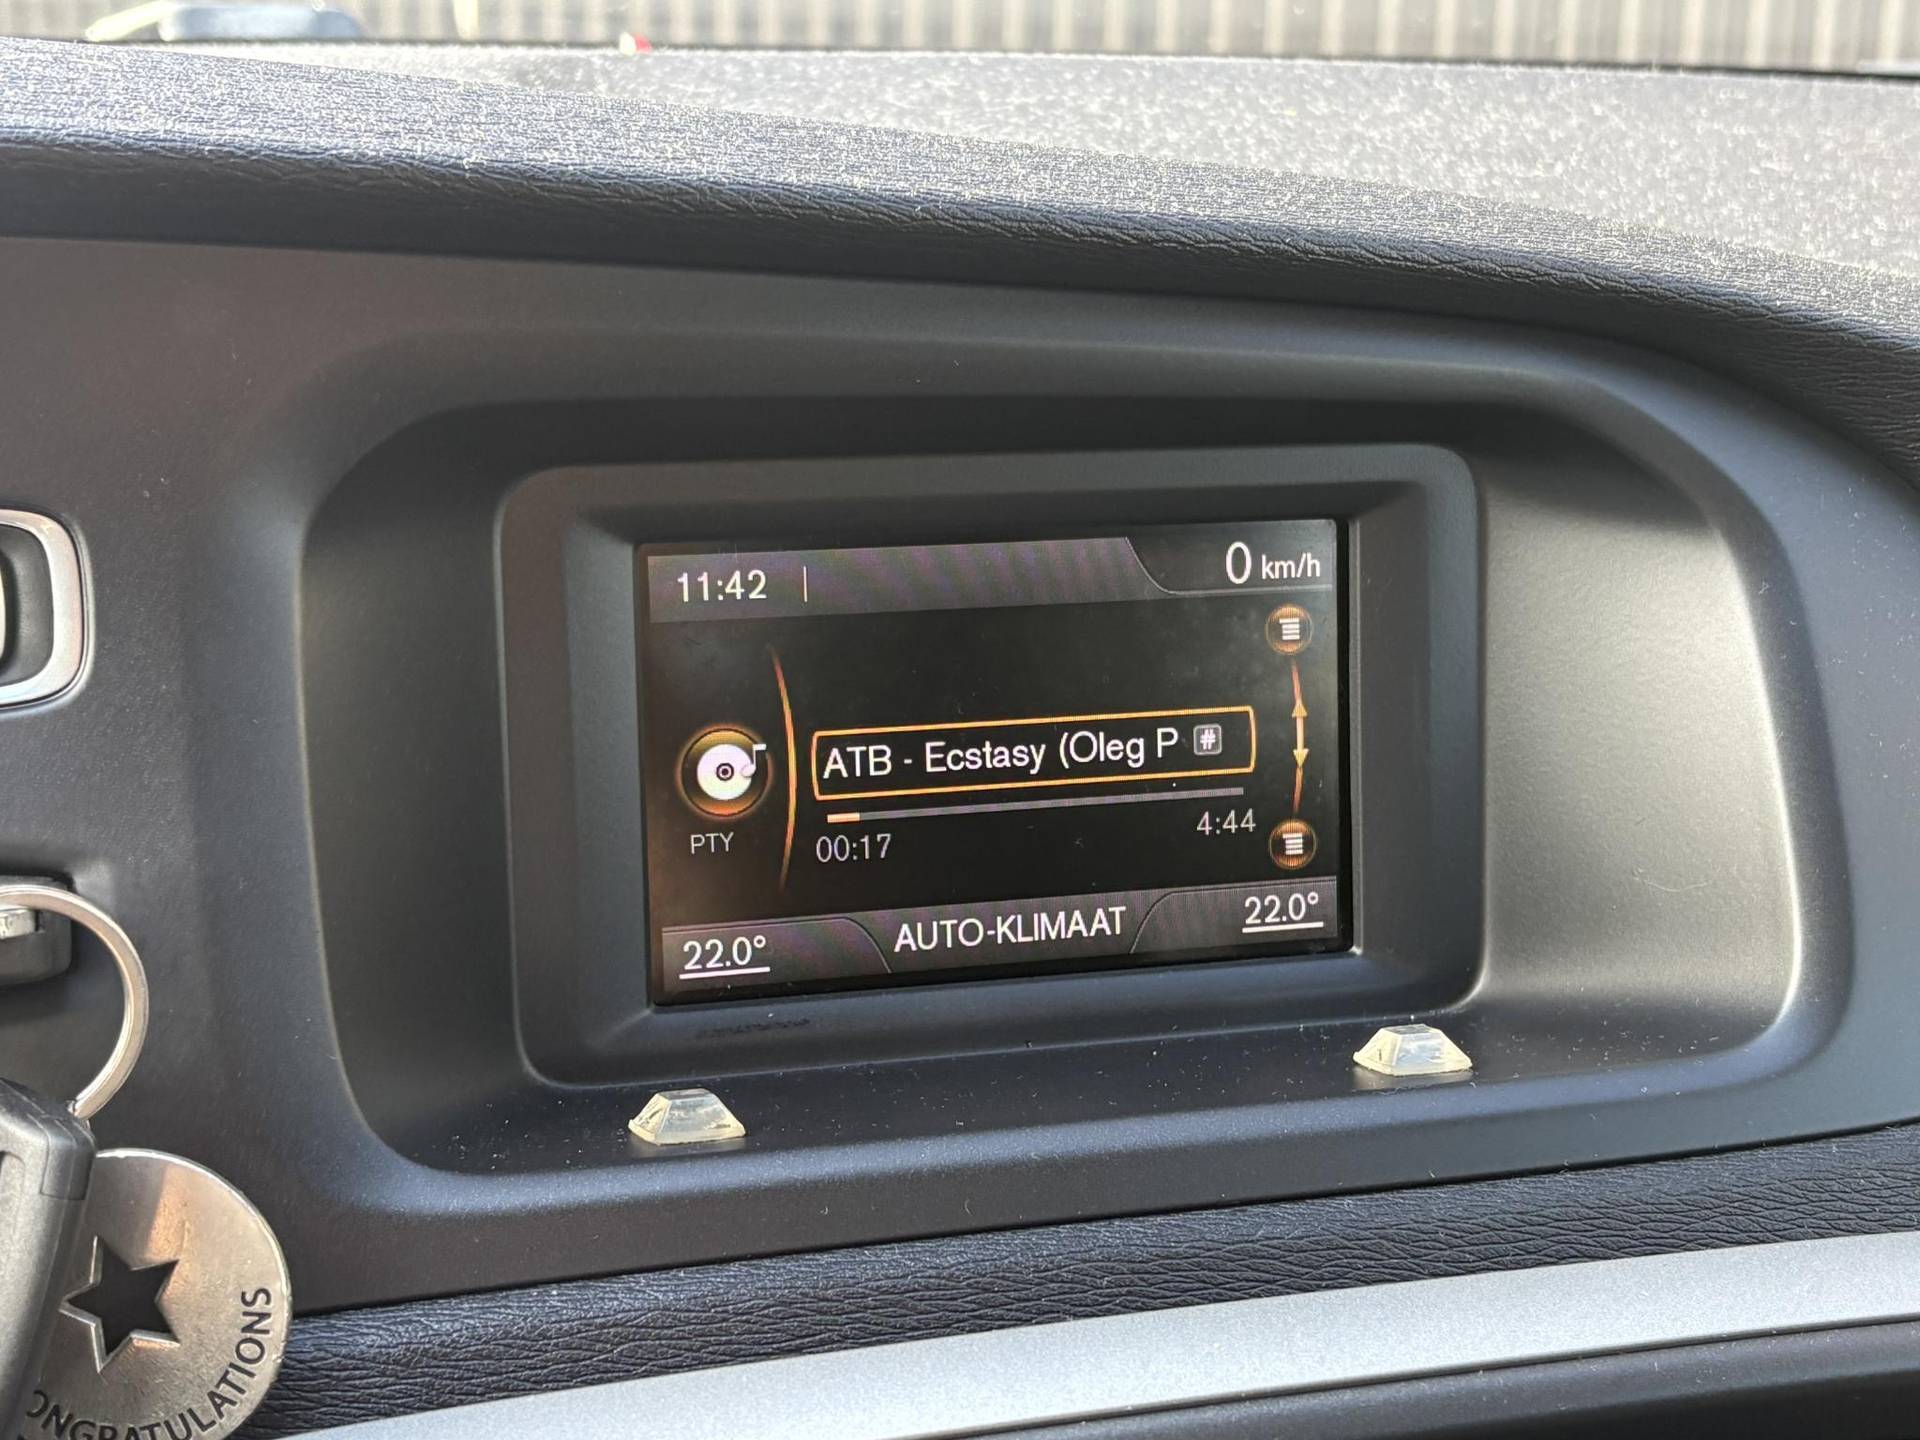 11:42
0 km/h
ATB - Ecstasy (Oleg P #
00:17
4:44
PTY
22.0°
AUTO-KLIMAAT
22.0°
ONGRATULATIONS